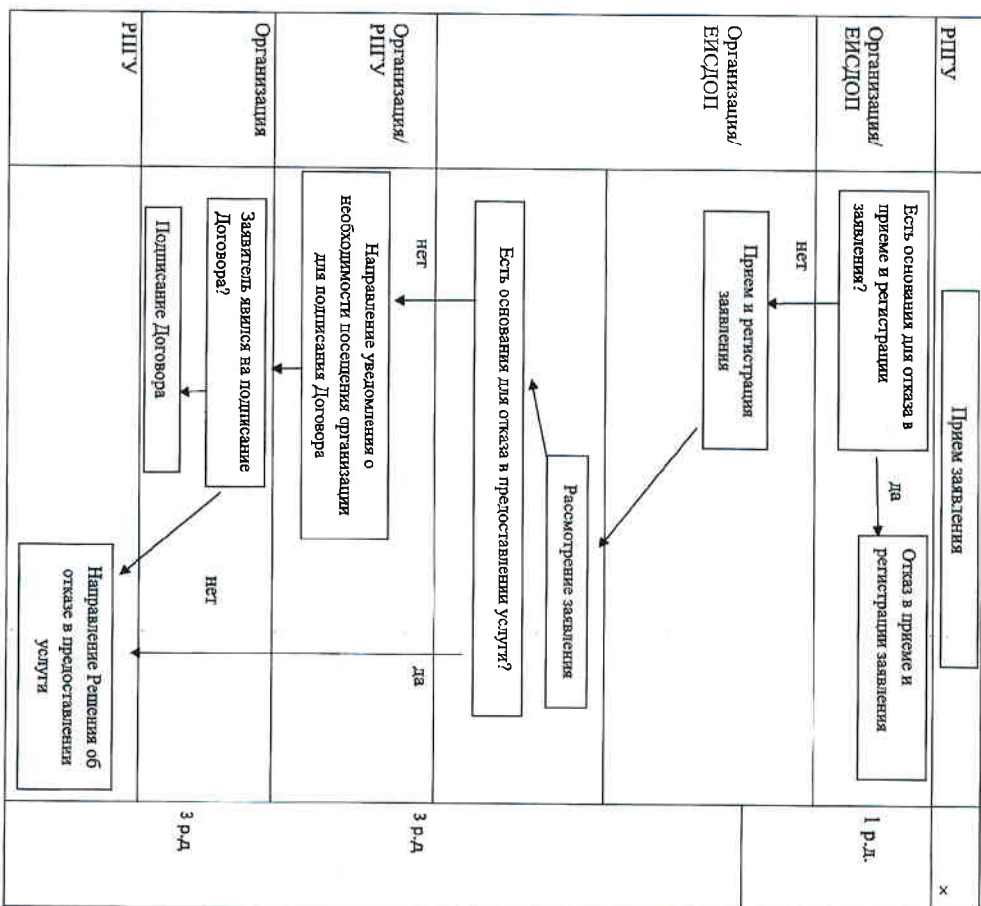 РПГУ
Прием заявления
×
Организация/
ЕИСДОП
Есть основания для отказа в
приеме и регистрации
заявления?
да
Отказ в приеме и
регистрации заявления
1 р.д.
нет
Организация/
ЕИСДОП
Прием и регистрация
заявления
Рассмотрение заявления
Есть основания для отказа в предоставлении услуги?
нет
да
Организация/
РПГУ
Направление уведомления о
необходимости посещения организации
для подписания Договора
3 р.д
Организация
Заявитель явился на подписание
Договора?
Подписание Договора
нет
3 р.д
РПГУ
Направление Решения об
отказе в предоставлении
услуги